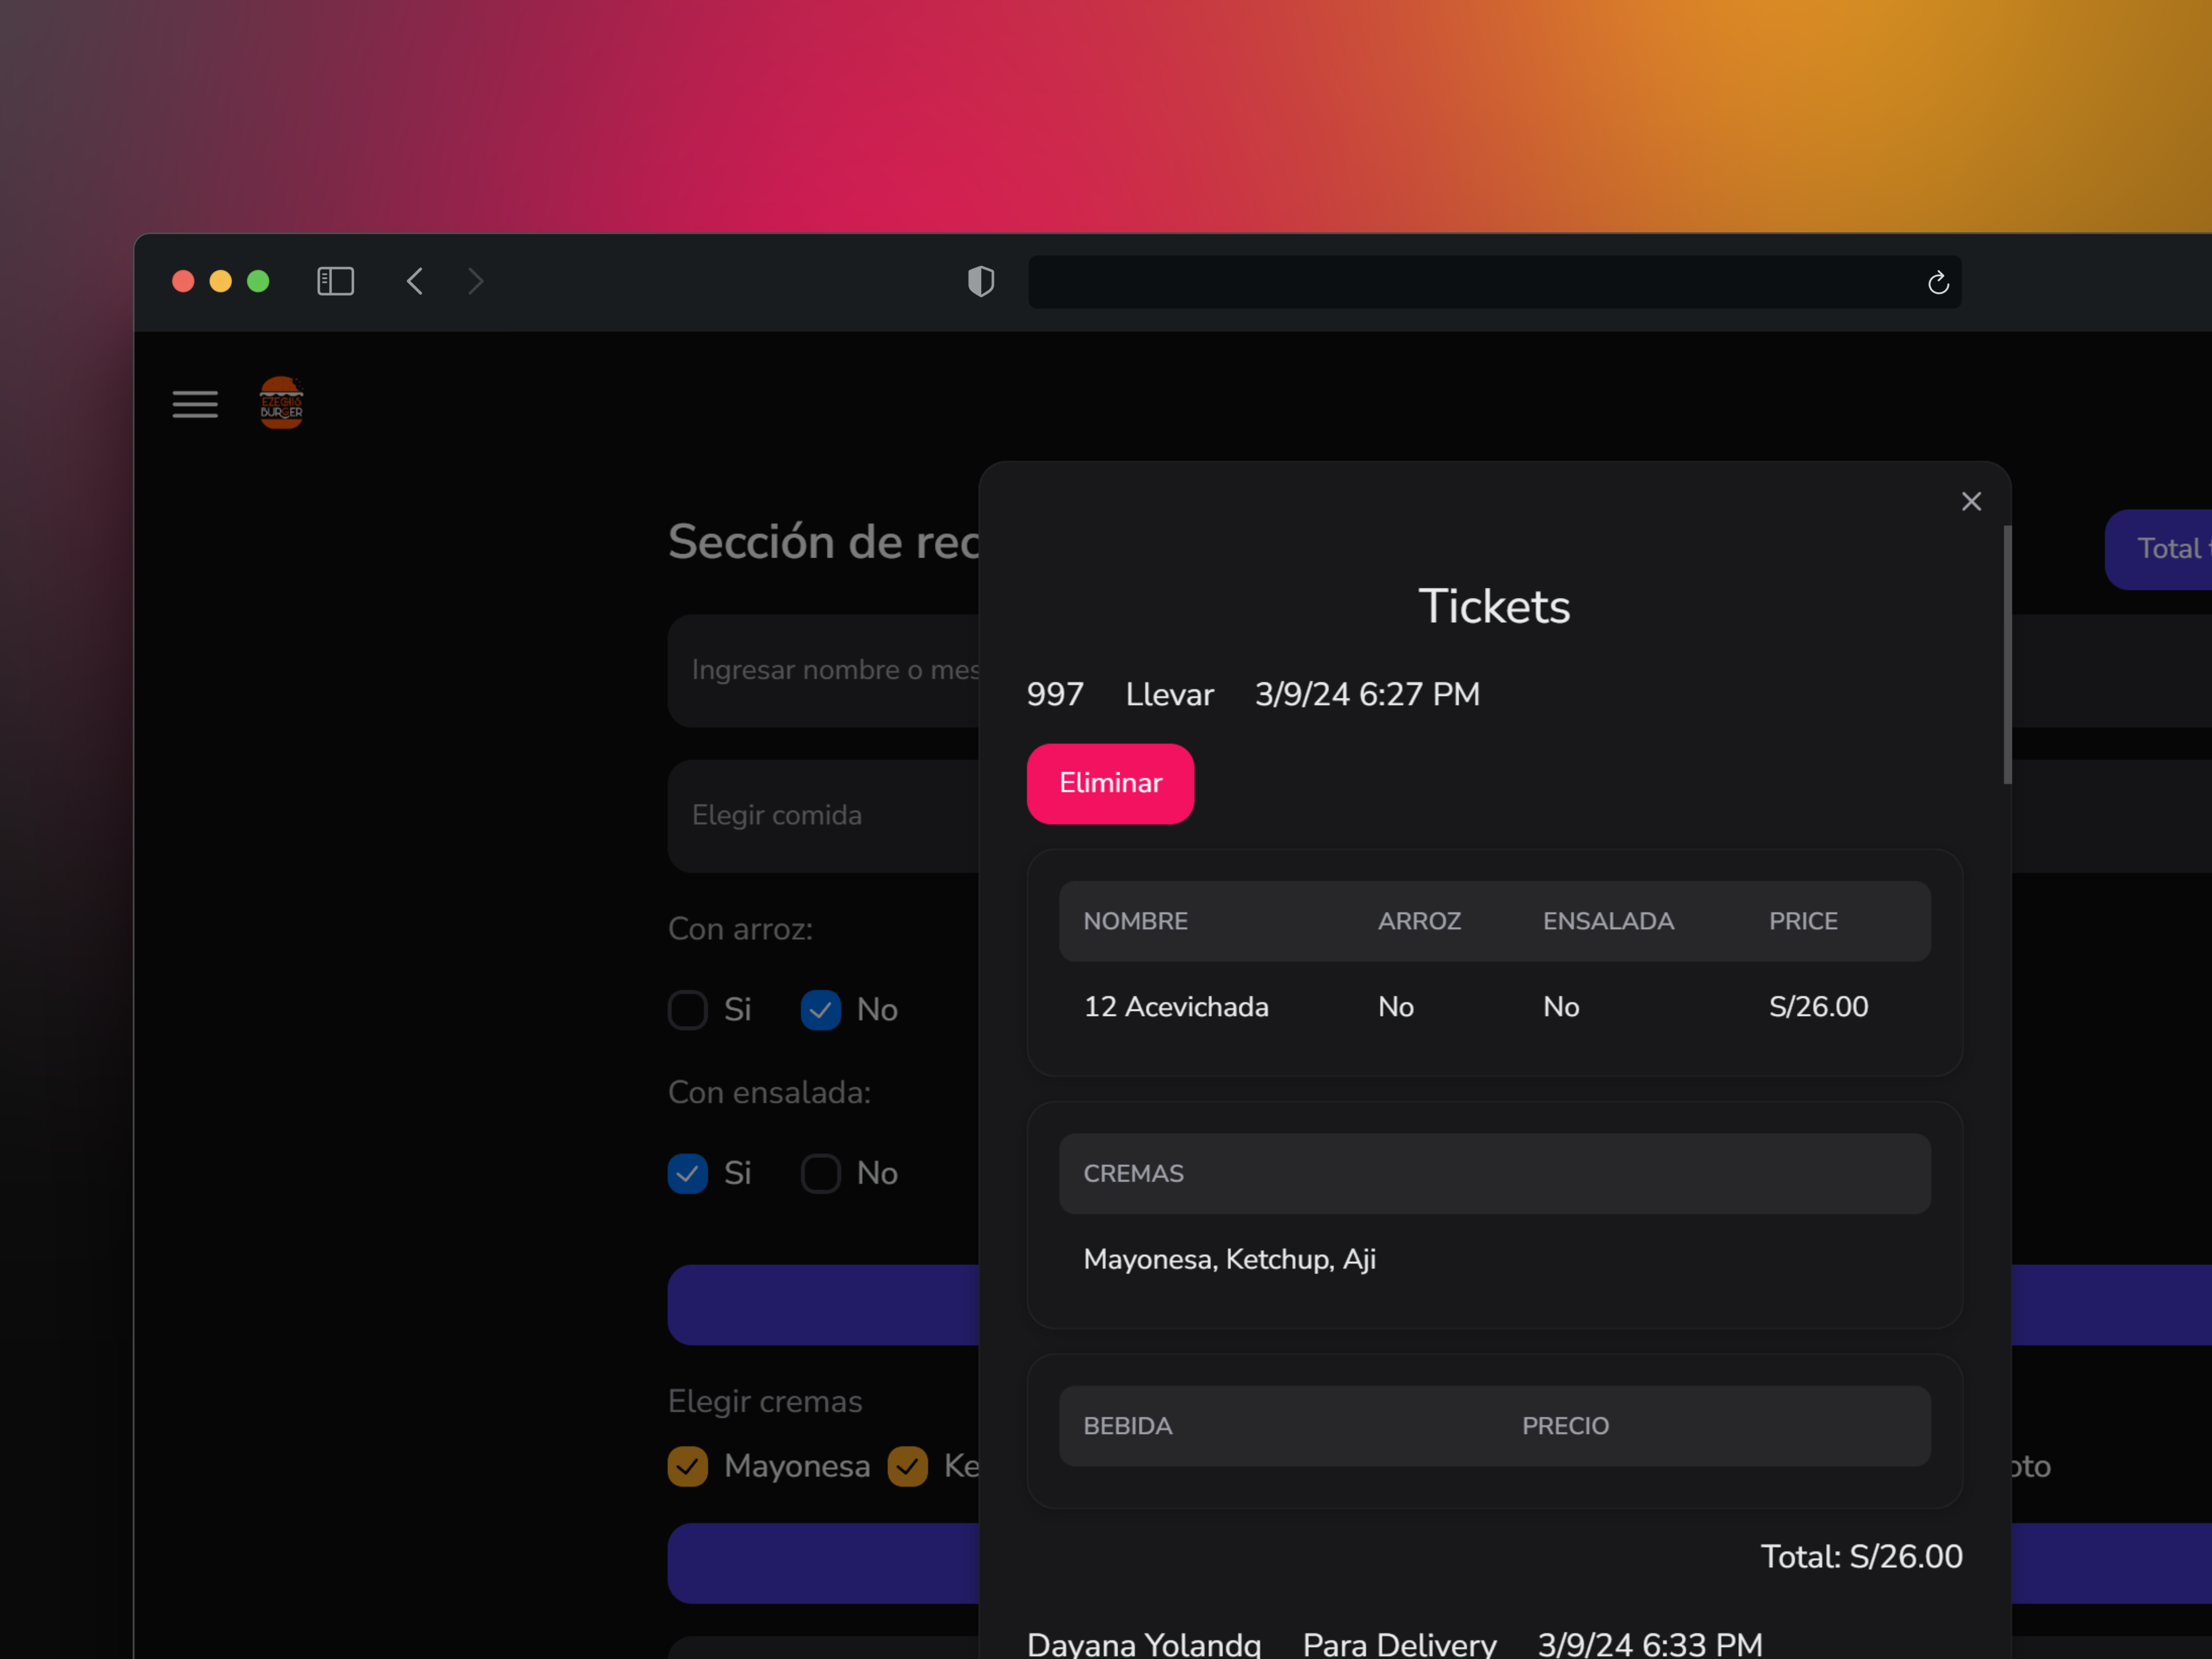 EZEQHI'S
BURGER
Sección de rec
Total
Ingresar nombre o mes
Elegir comida
Con arroz:
Si No
Con ensalada:
Si No
Elegir cremas
Mayonesa Ke
oto
Tickets
997 Llevar 3/9/24 6:27 PM
Eliminar
NOMBRE ARROZ ENSALADA PRICE
12 Acevichada No No S/26.00
CREMAS
Mayonesa, Ketchup, Aji
BEBIDA PRECIO
Total: S/26.00
Dayana Yolandq Para Delivery 3/9/24 6:33 PM